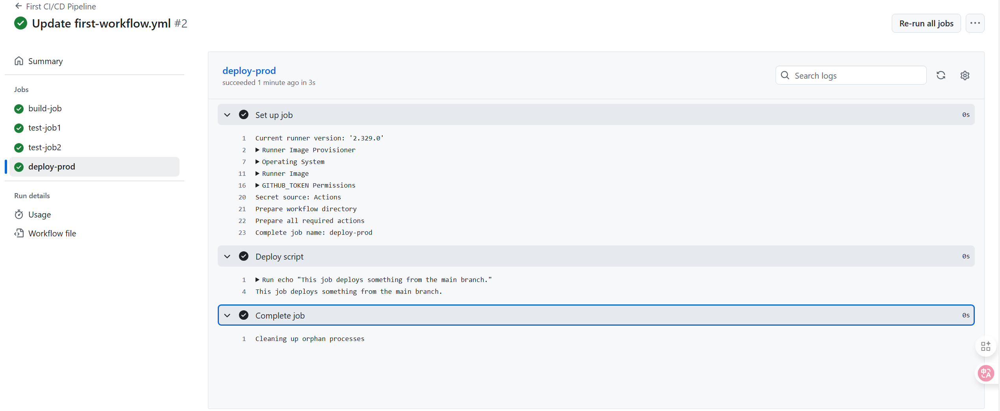 First CI/CD Pipeline
Update first-workflow.yml #2
Re-run all jobs
Summary
Jobs
build-job
test-job1
test-job2
deploy-prod
Run details
Usage
Workflow file
deploy-prod
succeeded 1 minute ago in 3s
Search logs
Set up job 0s
1 Current runner version: '2.329.0'
2 Runner Image Provisioner
7 Operating System
11 Runner Image
16 GITHUB_TOKEN Permissions
20 Secret source: Actions
21 Prepare workflow directory
22 Prepare all required actions
23 Complete job name: deploy-prod
Deploy script 0s
1 Run echo "This job deploys something from the main branch."
4 This job deploys something from the main branch.
Complete job 0s
1 Cleaning up orphan processes
中 A